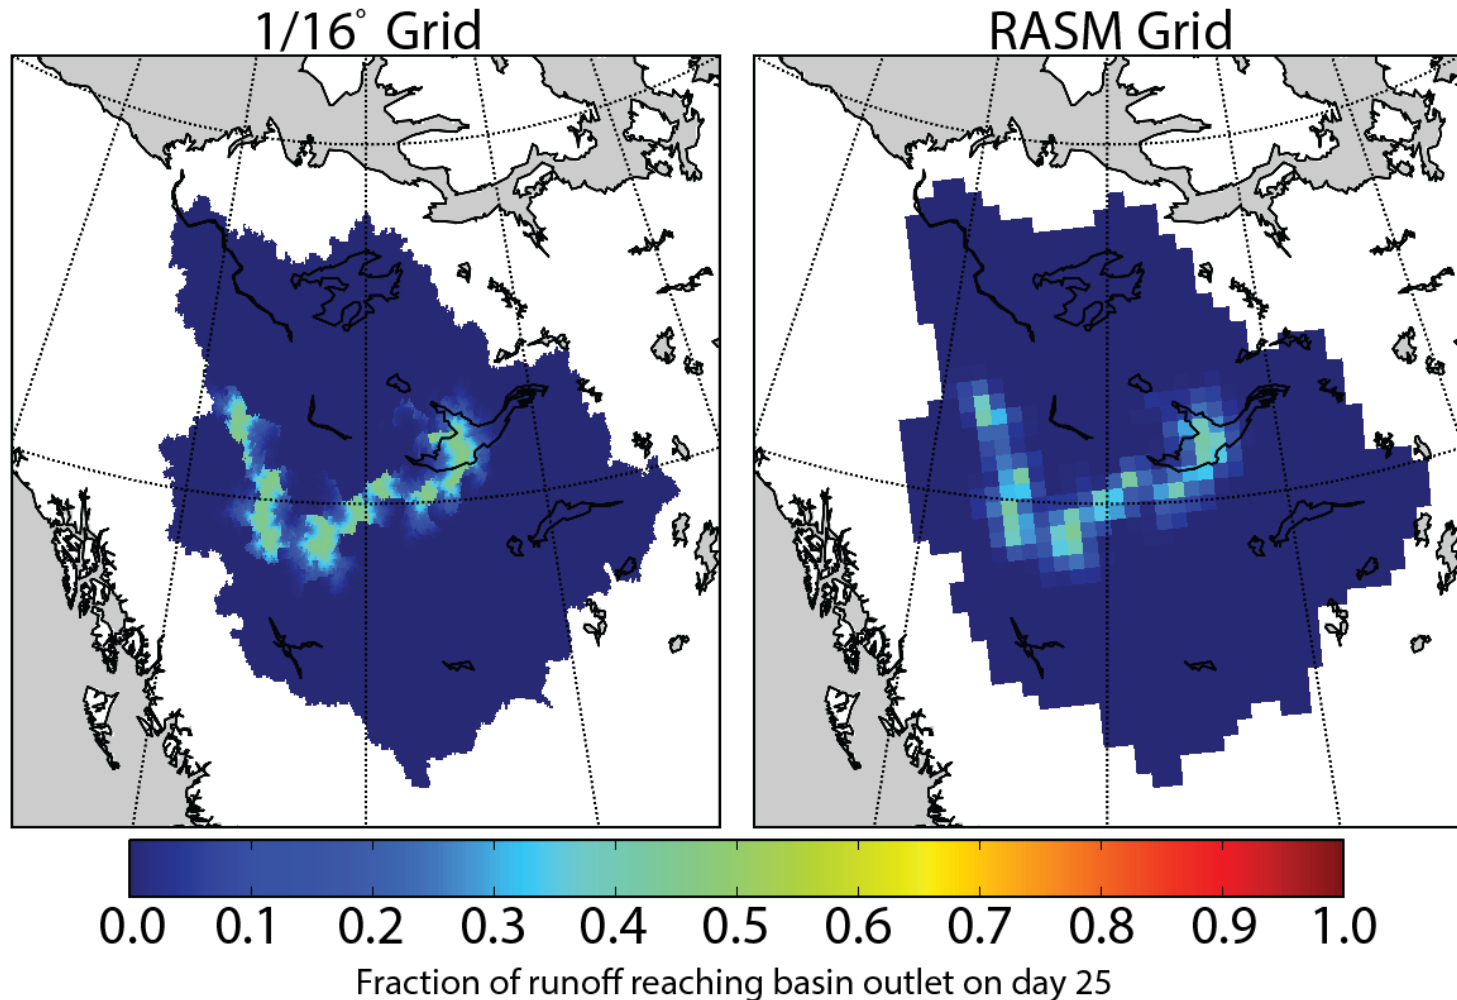 1/16° Grid
RASM Grid
0.0 0.1 0.2 0.3 0.4 0.5 0.6 0.7 0.8 0.9 1.0
Fraction of runoff reaching basin outlet on day 25